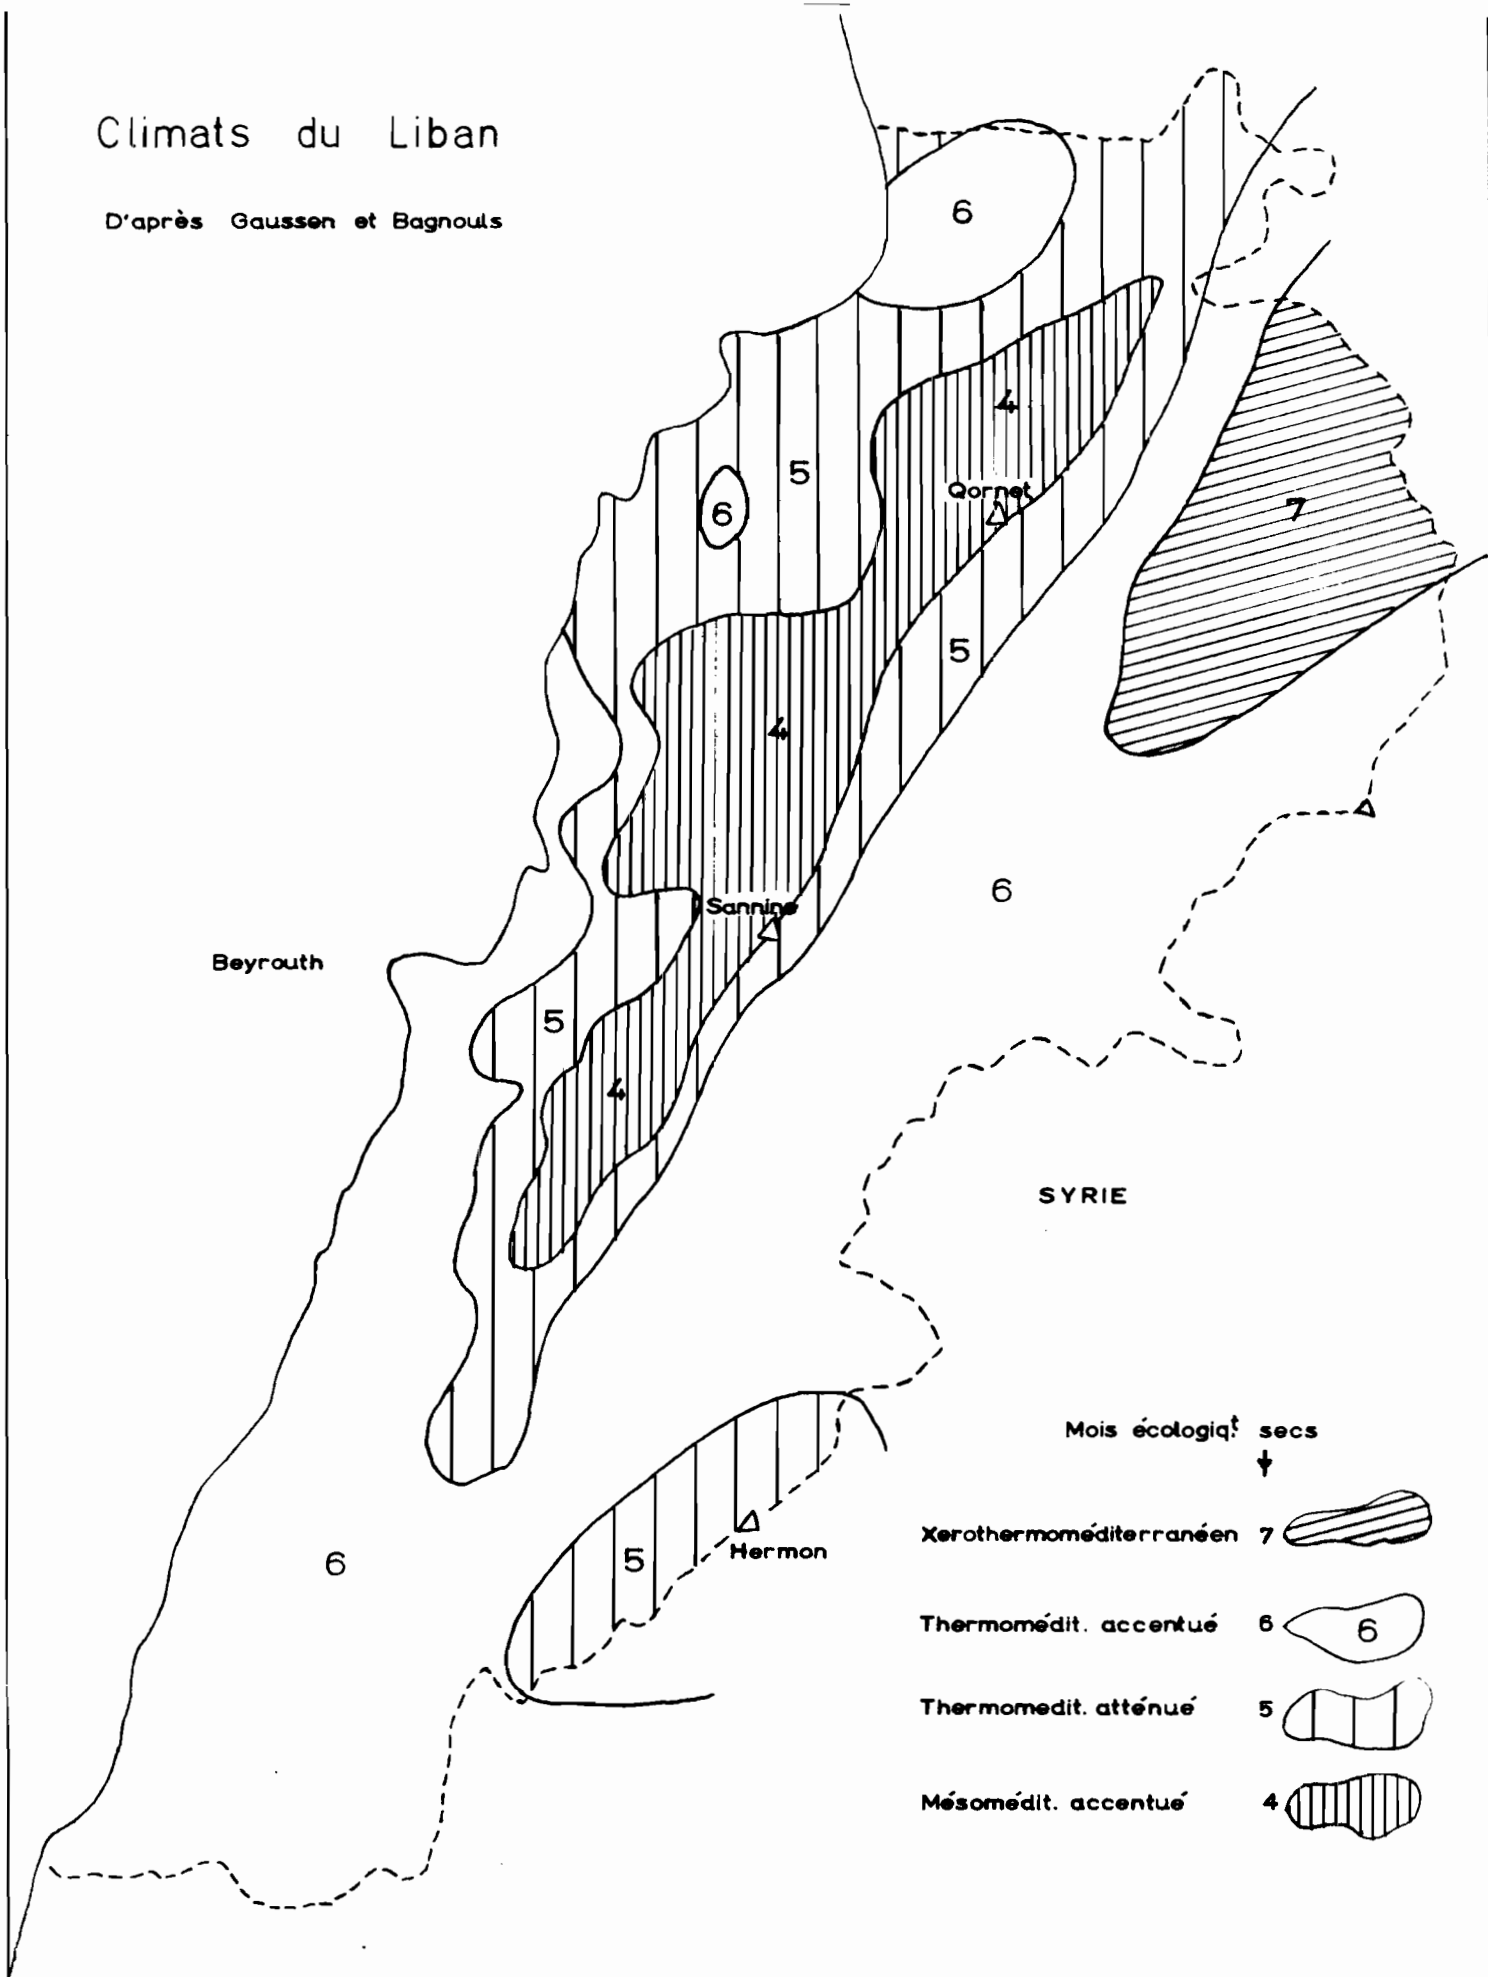 Climats du Liban
D'après Gaussen et Bagnouls
6
4
5
Qornet
6
7
5
4
6
Sannine
Beyrouth
5
4
SYRIE
Mois écologiq.t secs
Xerothermoméditerranéen 7
5
Hermon
6
Thermomédit. accentué 6
6
Thermomedit. atténué 5
Mésomédit. accentué 4